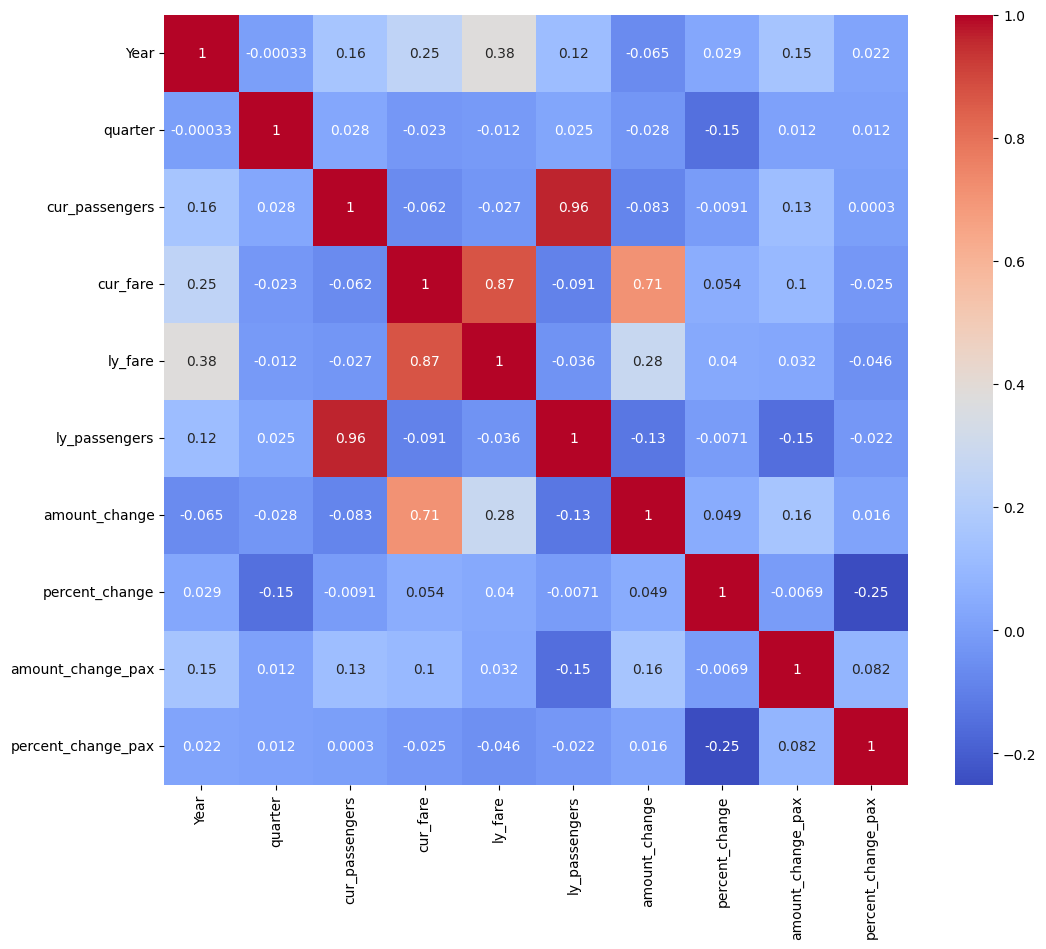 1.0
Year 1 -0.00033 0.16 0.25 0.38 0.12 -0.065 0.029 0.15 0.022
quarter -0.00033 1 0.028 -0.023 -0.012 0.025 -0.028 -0.15 0.012 0.012
0.8
cur_passengers 0.16 0.028 1 -0.062 -0.027 0.96 -0.083 -0.0091 0.13 0.0003
0.6
cur_fare 0.25 -0.023 -0.062 1 0.87 -0.091 0.71 0.054 0.1 -0.025
ly_fare 0.38 -0.012 -0.027 0.87 1 -0.036 0.28 0.04 0.032 -0.046
0.4
ly_passengers 0.12 0.025 0.96 -0.091 -0.036 1 -0.13 -0.0071 -0.15 -0.022
0.2
amount_change -0.065 -0.028 -0.083 0.71 0.28 -0.13 1 0.049 0.16 0.016
percent_change 0.029 -0.15 -0.0091 0.054 0.04 -0.0071 0.049 1 -0.0069 -0.25
0.0
amount_change_pax 0.15 0.012 0.13 0.1 0.032 -0.15 0.16 -0.0069 1 0.082
percent_change_pax 0.022 0.012 0.0003 -0.025 -0.046 -0.022 0.016 -0.25 0.082 1
−0.2
Year
quarter
cur_passengers
cur_fare
ly_fare
ly_passengers
amount_change
percent_change
amount_change_pax
percent_change_pax